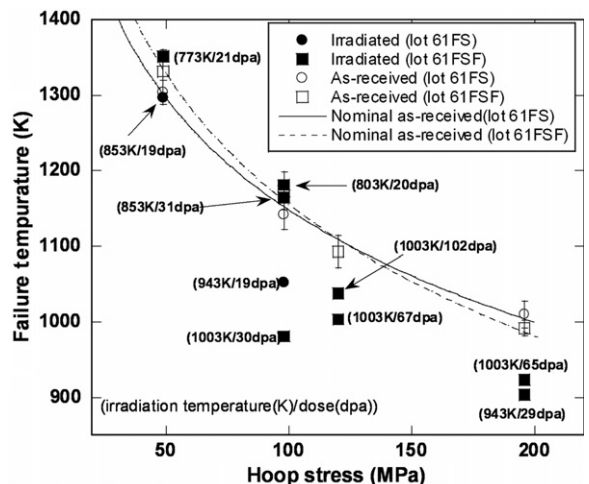 1400
1300
1200
1100
1000
900
Failure tempurature (K)
50
100
150
200
Hoop stress (MPa)
Irradiated (lot 61FS)
Irradiated (lot 61FSF)
As-received (lot 61FS)
As-received (lot 61FSF)
Nominal as-received(lot 61FS)
Nominal as-received (lot 61FSF)
(773K/21dpa)
(853K/19dpa)
(803K/20dpa)
(853K/31dpa)
(1003K/102dpa)
(943K/19dpa)
(1003K/30dpa)
(1003K/67dpa)
(1003K/65dpa)
(943K/29dpa)
(irradiation temperature(K)/dose(dpa))